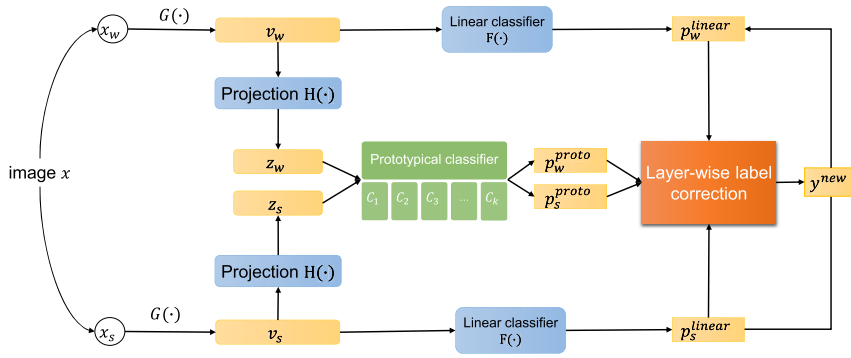 G(·)
x_w
v_w
Linear classifier
F(·)
p_w^{linear}
Projection H(·)
image x
z_w
Prototypical classifier
p_w^{proto}
Layer-wise label
correction
y^{new}
z_s
C_1 C_2 C_3 ... C_k
p_s^{proto}
Projection H(·)
G(·)
x_s
v_s
Linear classifier
F(·)
p_s^{linear}